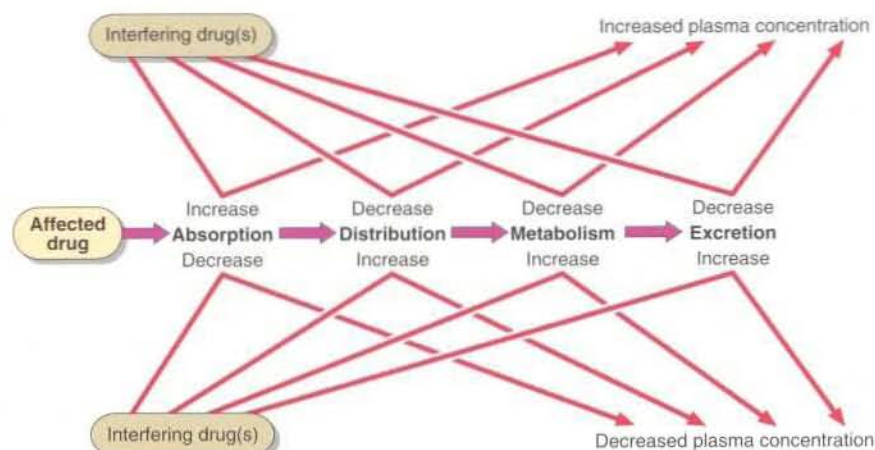 Interfering drug(s)
Increased plasma concentration
Increase Decrease Decrease Decrease
Affected
drug
Absorption Distribution Metabolism Excretion
Decrease Increase Increase Increase
Interfering drug(s)
Decreased plasma concentration